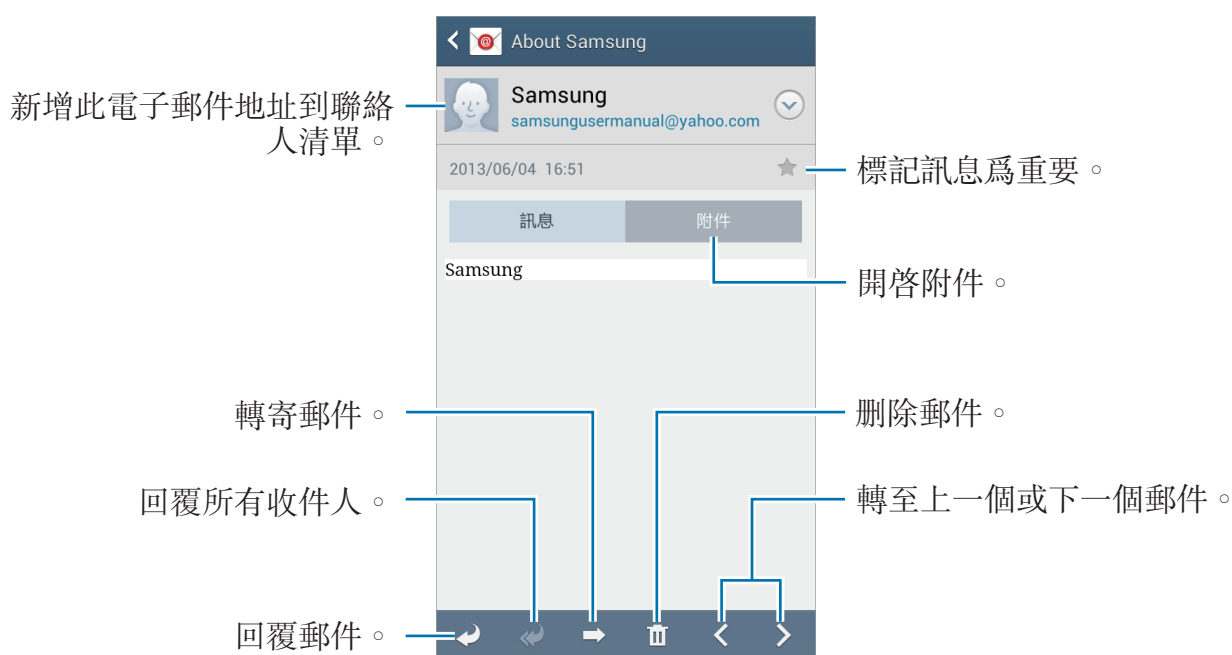 About Samsung
新增此電子郵件地址到聯絡
人清單。
Samsung
samsungusermanual@yahoo.com
2013/06/04 16:51
標記訊息爲重要。
訊息
附件
Samsung
開啓附件。
轉寄郵件。
刪除郵件。
回覆所有收件人。
轉至上一個或下一個郵件。
回覆郵件。